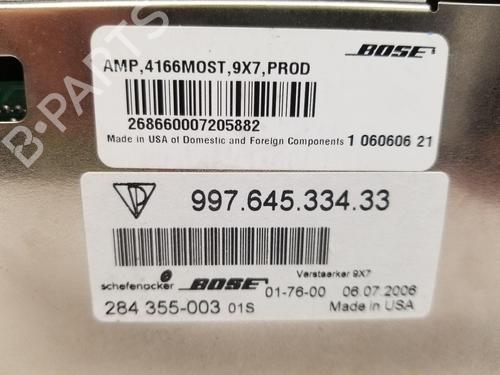 BOSE
AMP,4166MOST,9X7,PROD
268660007205882
Made in USA of Domestic and Foreign Components 1 060606 21
997.645.334.33
schefenacker BOSE
Verstaerker 9X7
01-76-00 06.07.2006
284 355-003 01S Made in USA
B-Parts